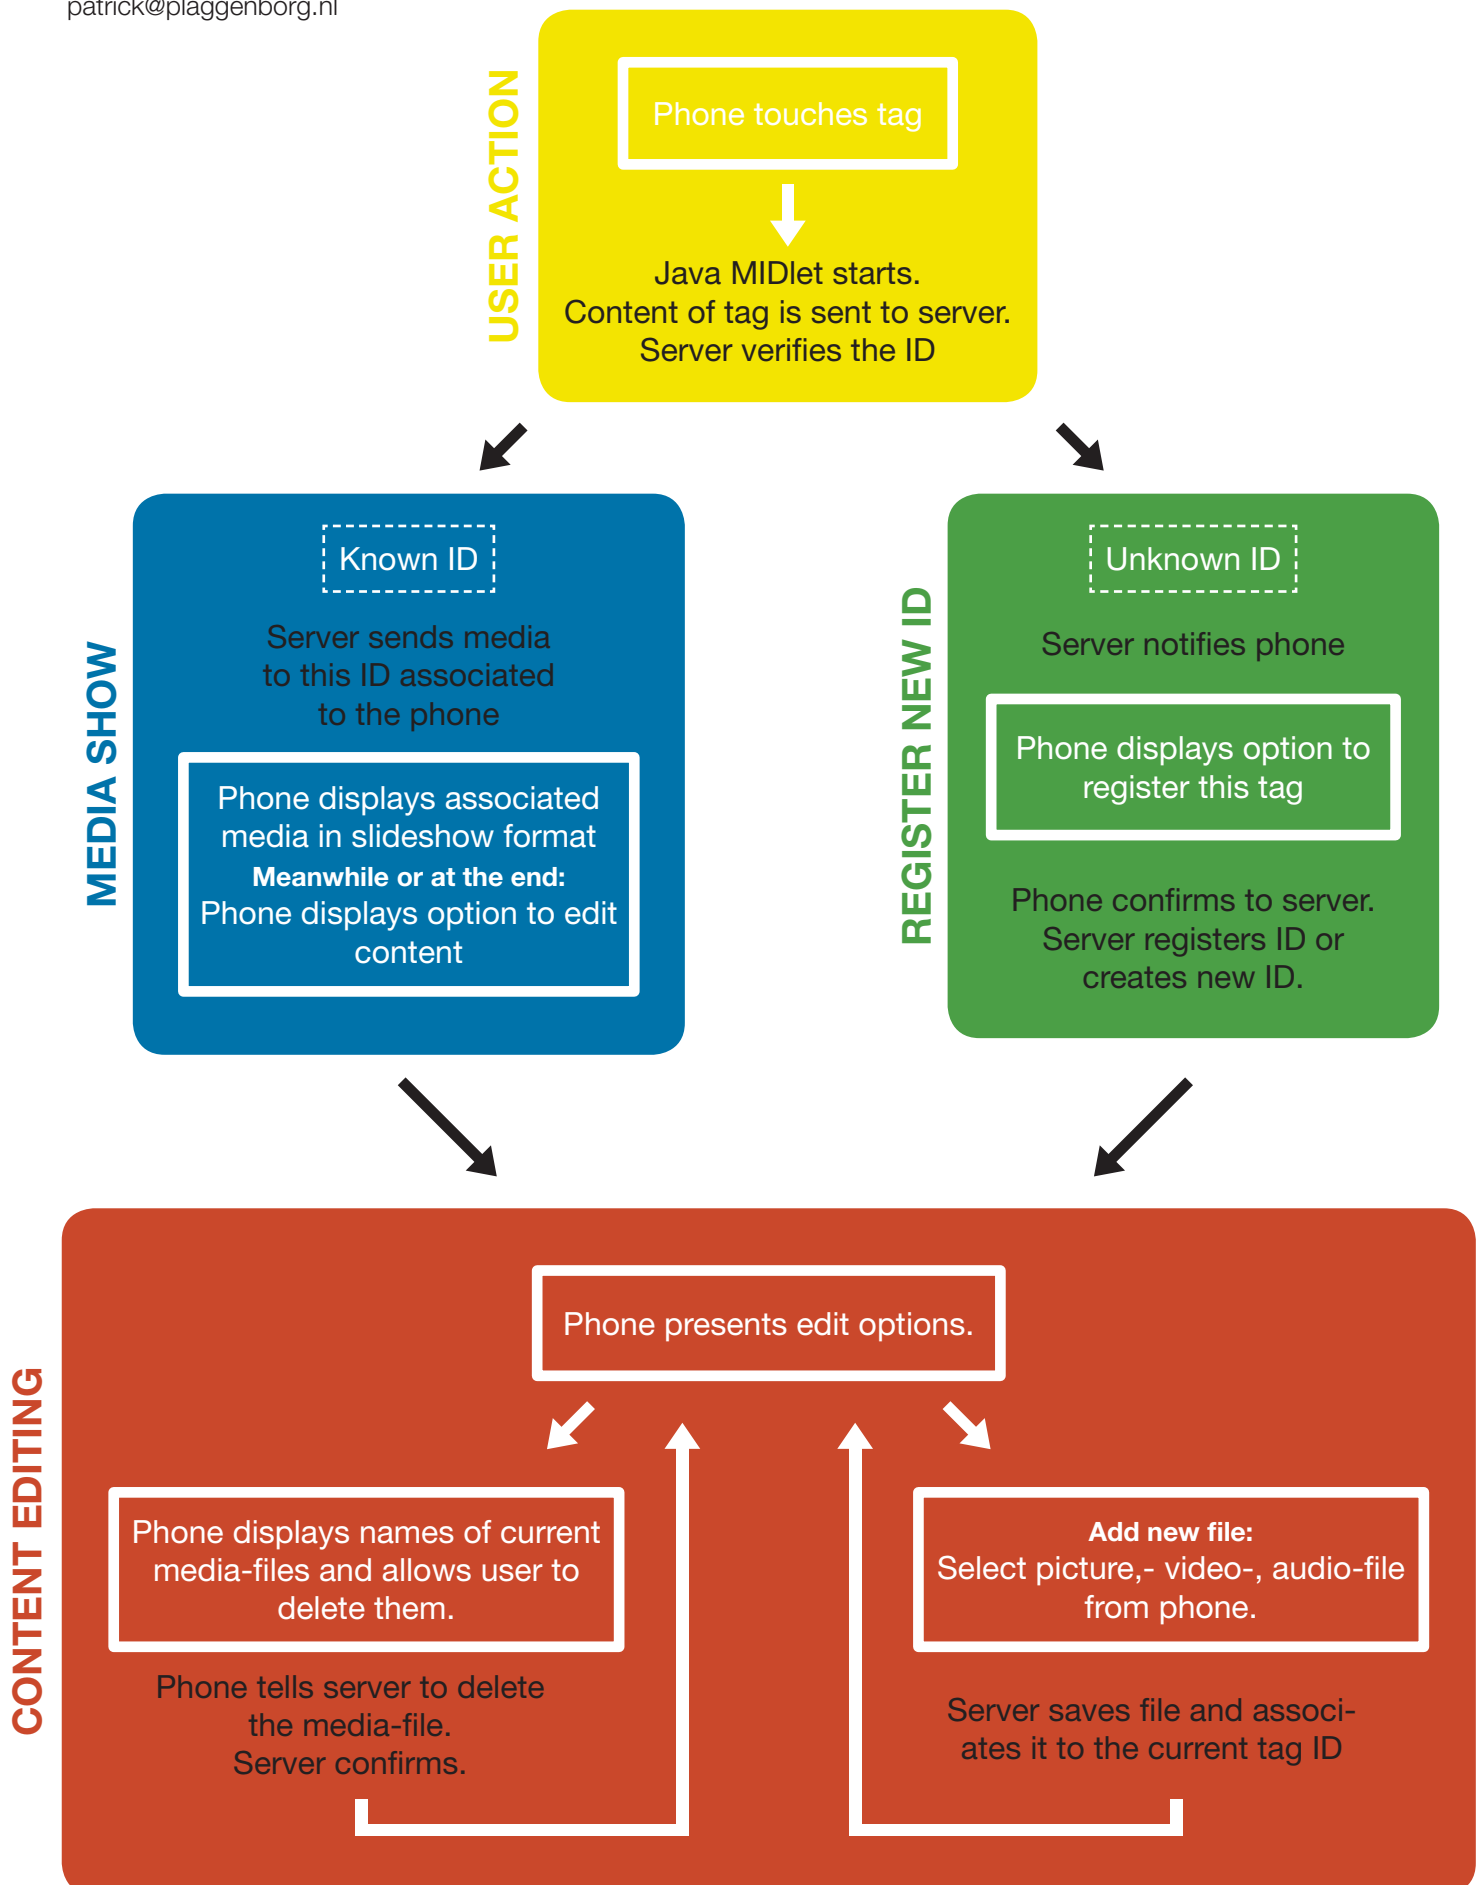 patrick@plaggenborg.nl
USER ACTION
Phone touches tag
Java MIDlet starts.
Content of tag is sent to server.
Server verifies the ID
MEDIA SHOW
Known ID
Server sends media
to this ID associated
to the phone
Phone displays associated
media in slideshow format
Meanwhile or at the end:
Phone displays option to edit
content
REGISTER NEW ID
Unknown ID
Server notifies phone
Phone displays option to
register this tag
Phone confirms to server.
Server registers ID or
creates new ID.
CONTENT EDITING
Phone presents edit options.
Phone displays names of current
media-files and allows user to
delete them.
Phone tells server to delete
the media-file.
Server confirms.
Add new file:
Select picture,- video-, audio-file
from phone.
Server saves file and associ-
ates it to the current tag ID